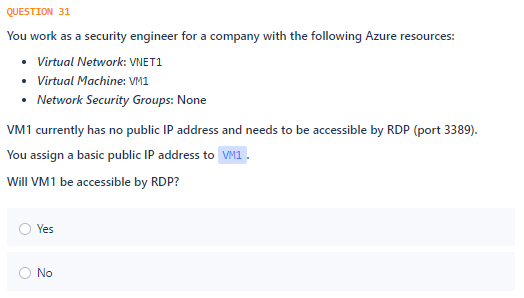 QUESTION 31
You work as a security engineer for a company with the following Azure resources:
• Virtual Network: VNET1
• Virtual Machine: VM1
• Network Security Groups: None
VM1 currently has no public IP address and needs to be accessible by RDP (port 3389).
You assign a basic public IP address to VM1 .
Will VM1 be accessible by RDP?
Yes
No